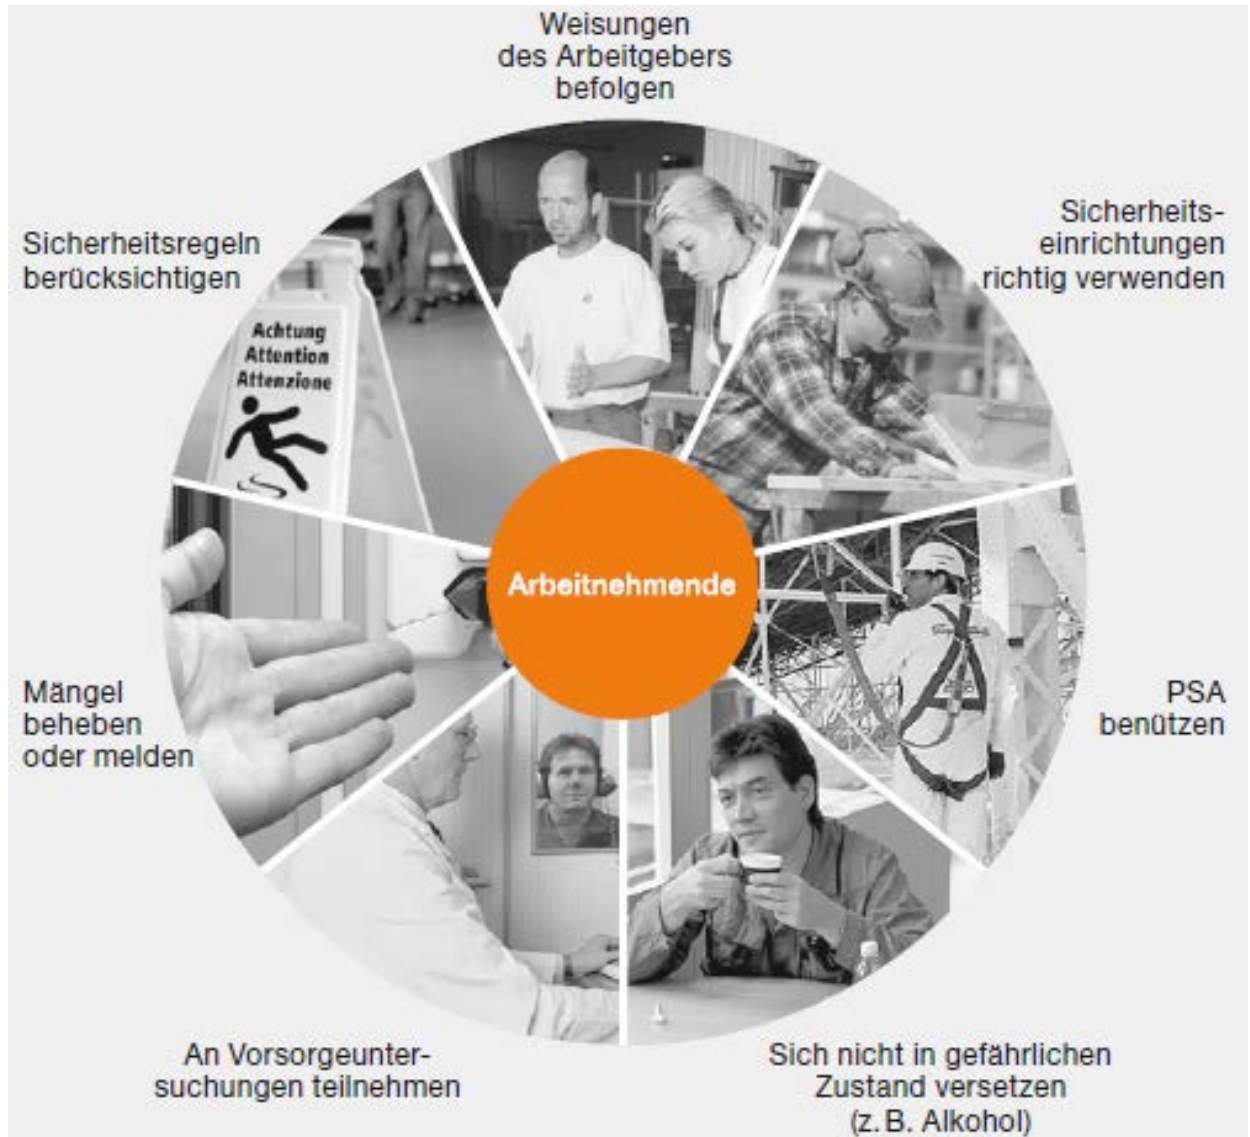 Weisungen
des Arbeitgebers
befolgen
Sicherheits-
einrichtungen
richtig verwenden
Sicherheitsregeln
berücksichtigen
Achtung
Attention
Attenzione
Arbeitnehmende
PSA
benützen
Mängel
beheben
oder melden
An Vorsorgeunter-
suchungen teilnehmen
Sich nicht in gefährlichen
Zustand versetzen
(z. B. Alkohol)